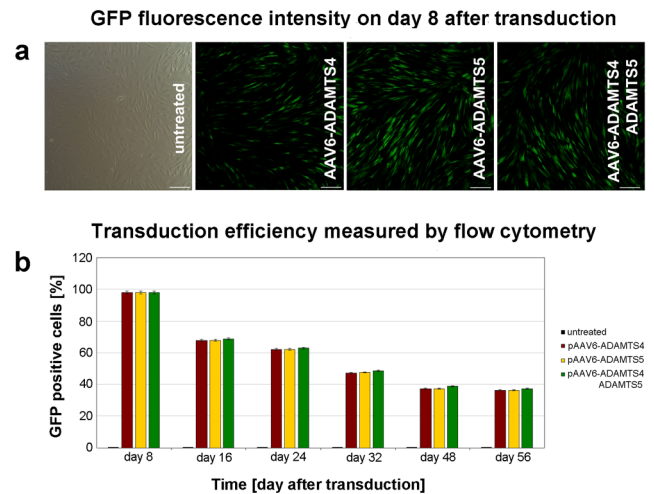 GFP fluorescence intensity on day 8 after transduction
a
untreated
AAV6-ADAMTS4
AAV6-ADAMTS5
AAV6-ADAMTS4
ADAMTS5
Transduction efficiency measured by flow cytometry
b
GFP positive cells [%]
120
100
80
60
40
20
0
day 8
day 16
day 24
day 32
day 48
day 56
Time [day after transduction]
untreated
pAAV6-ADAMTS4
pAAV6-ADAMTS5
pAAV6-ADAMTS4
ADAMTS5